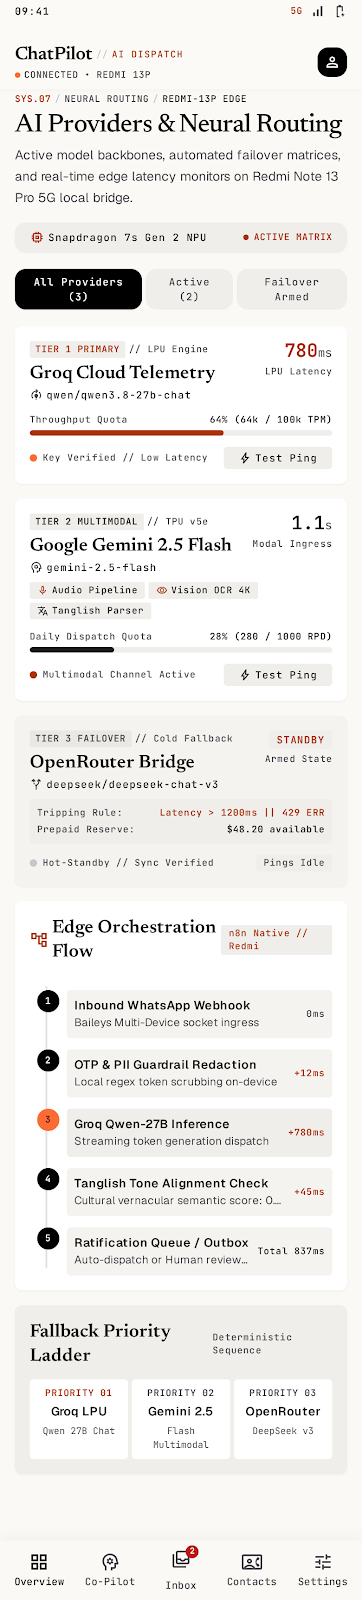 09:41 5G
ChatPilot // AI DISPATCH
CONNECTED • REDMI 13P
SYS.07 / NEURAL ROUTING / REDMI-13P EDGE
AI Providers & Neural Routing
Active model backbones, automated failover matrices,
and real-time edge latency monitors on Redmi Note 13
Pro 5G local bridge.
Snapdragon 7s Gen 2 NPU ACTIVE MATRIX
All Providers (3)
Active (2)
Failover Armed
TIER 1 PRIMARY // LPU Engine
780ms
Groq Cloud Telemetry
LPU Latency
qwen/qwen3.8-27b-chat
Throughput Quota 64% (64k / 100k TPM)
Key Verified // Low Latency
Test Ping
TIER 2 MULTIMODAL // TPU v5e
1.1s
Google Gemini 2.5 Flash
Modal Ingress
gemini-2.5-flash
Audio Pipeline
Vision OCR 4K
Tanglish Parser
Daily Dispatch Quota 28% (280 / 1000 RPD)
Multimodal Channel Active
Test Ping
TIER 3 FAILOVER // Cold Fallback
STANDBY
OpenRouter Bridge
Armed State
deepseek/deepseek-chat-v3
Tripping Rule: Latency > 1200ms || 429 ERR
Prepaid Reserve: $48.20 available
Hot-Standby // Sync Verified
Pings Idle
Edge Orchestration
Flow
n8n Native //
Redmi
1
Inbound WhatsApp Webhook
Baileys Multi-Device socket ingress
0ms
2
OTP & PII Guardrail Redaction
Local regex token scrubbing on-device
+12ms
3
Groq Qwen-27B Inference
Streaming token generation dispatch
+780ms
4
Tanglish Tone Alignment Check
Cultural vernacular semantic score: 0...
+45ms
5
Ratification Queue / Outbox
Auto-dispatch or Human review...
Total 837ms
Fallback Priority
Ladder
Deterministic
Sequence
PRIORITY 01
Groq LPU
Qwen 27B Chat
PRIORITY 02
Gemini 2.5
Flash
Multimodal
PRIORITY 03
OpenRouter
DeepSeek v3
2
Overview Co-Pilot Inbox Contacts Settings